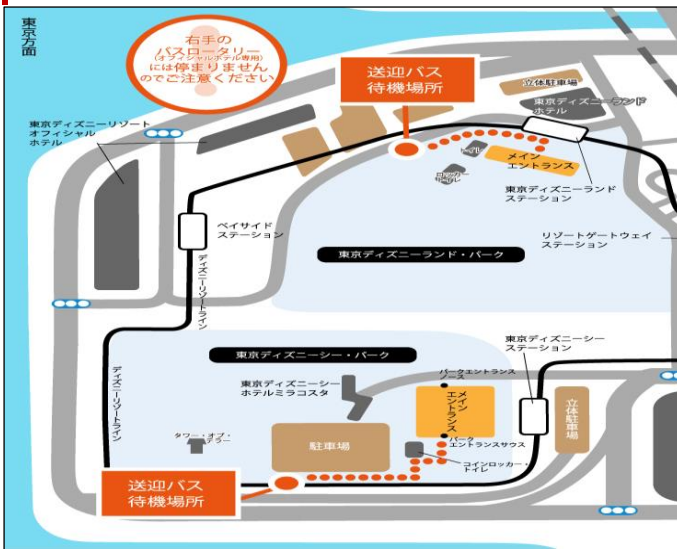 東京方面
右手の
バスロータリー
(オフィシャルホテル専用)
には停まりません
のでご注意ください
送迎バス
待機場所
立体駐車場
東京ディズニーランド
ホテル
東京ディズニーリゾート
オフィシャル
ホテル
トイレ
メイン
エントランス
東京ディズニーランド
ステーション
ベイサイド
ステーション
リゾートゲートウェイ
ステーション
東京ディズニーランド・パーク
ディズニーリゾートライン
東京ディズニーシー
ステーション
東京ディズニーシー・パーク
パークエントランス
ノース
東京ディズニーシー
ホテルミラコスタ
ディズニーリゾートライン
メイン
エントランス
立体駐車場
タワー・オブ・
テラー
駐車場
パーク
エントランスサウス
コインロッカー・
トイレ
送迎バス
待機場所